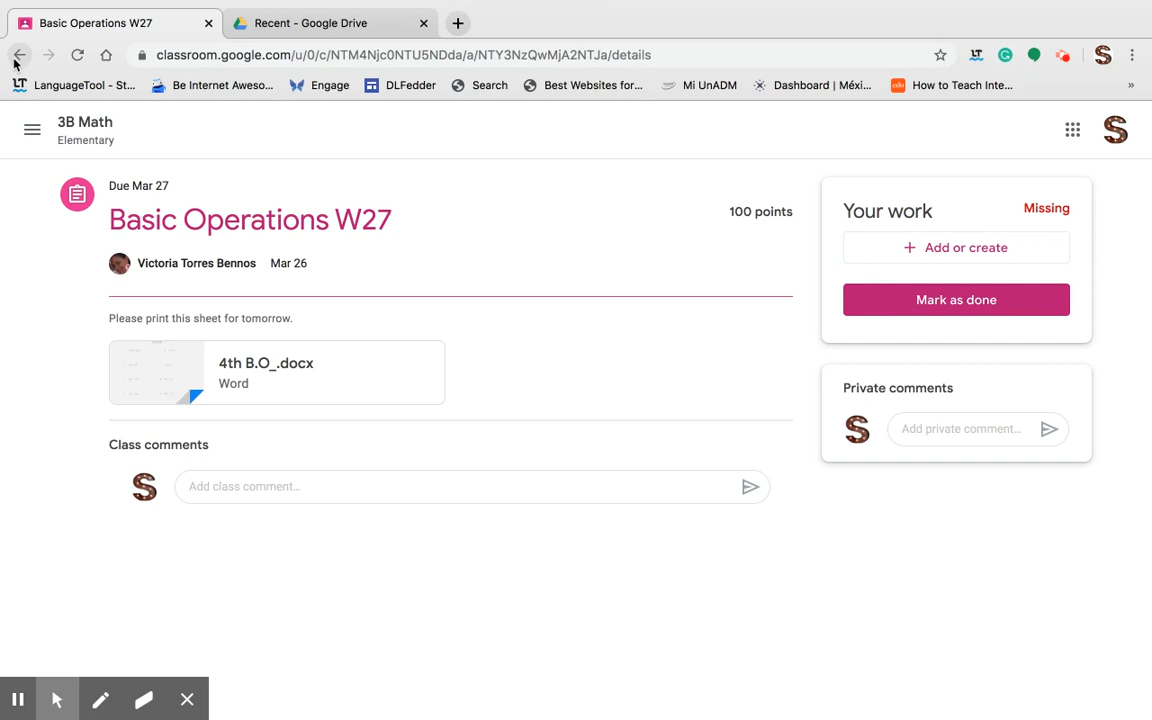 Basic Operations W27
Recent - Google Drive
classroom.google.com/u/0/c/NTM4Njc0NTU5NDda/a/NTY3NzQwMjA2NTJa/details
LT LanguageTool - St...
Be Internet Aweso...
Engage
DLFedder
Search
Best Websites for...
Mi UnADM
Dashboard | Méxi...
How to Teach Inte...
»
3B Math
Elementary
S
Due Mar 27
Basic Operations W27
100 points
Victoria Torres Bennos Mar 26
Please print this sheet for tomorrow.
4th B.O_.docx
Word
Class comments
S
Add class comment...
Your work
Missing
+ Add or create
Mark as done
Private comments
S
Add private comment...